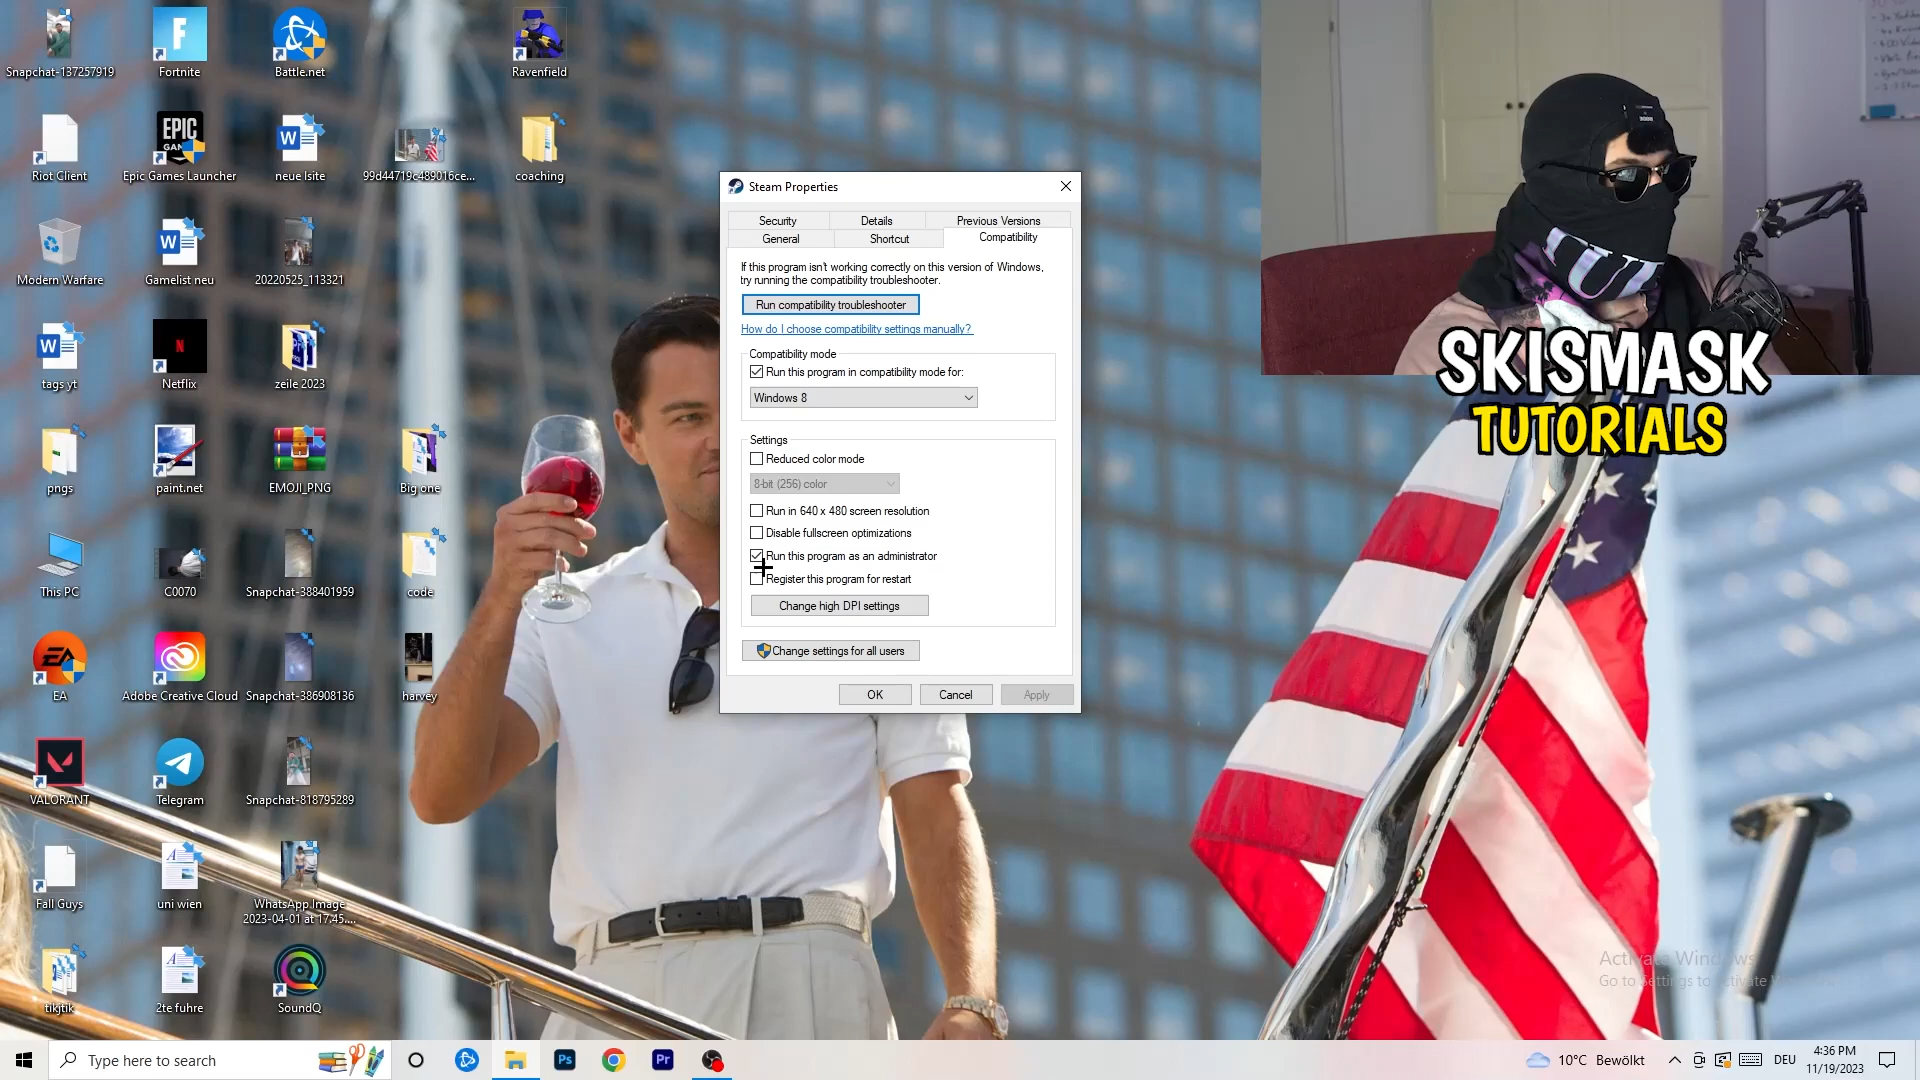 Snapchat-137257919
Fortnite
Battle.net
Ravenfield
Riot Client
EPIC
Epic Games Launcher
neue lsite
99d44719c489016ce...
coaching
Modern Warfare
Gamelist neu
20220525_113321
tags yt
Netflix
zeile 2023
pngs
paint.net
EMOJI_PNG
Big one
This PC
C0070
Snapchat-388401959
code
EA
Adobe Creative Cloud
Snapchat-386908136
harvey
VALORANT
Telegram
Snapchat-818795289
Fall Guys
uni wien
WhatsApp Image
2023-04-01 at 17.45....
tikjtik
2te fuhre
SoundQ
Steam Properties
Security
Details
Previous Versions
General
Shortcut
Compatibility
If this program isn't working correctly on this version of Windows,
try running the compatibility troubleshooter.
Run compatibility troubleshooter
How do I choose compatibility settings manually?
Compatibility mode
Run this program in compatibility mode for:
Windows 8
Settings
Reduced color mode
8-bit (256) color
Run in 640 x 480 screen resolution
Disable fullscreen optimizations
Run this program as an administrator
Register this program for restart
Change high DPI settings
Change settings for all users
OK
Cancel
Apply
SKISMASK
TUTORIALS
Activate Windows
Go to Settings to activate
Type here to search
Ps
Pr
10°C Bewölkt
DEU
4:36 PM
11/19/2023